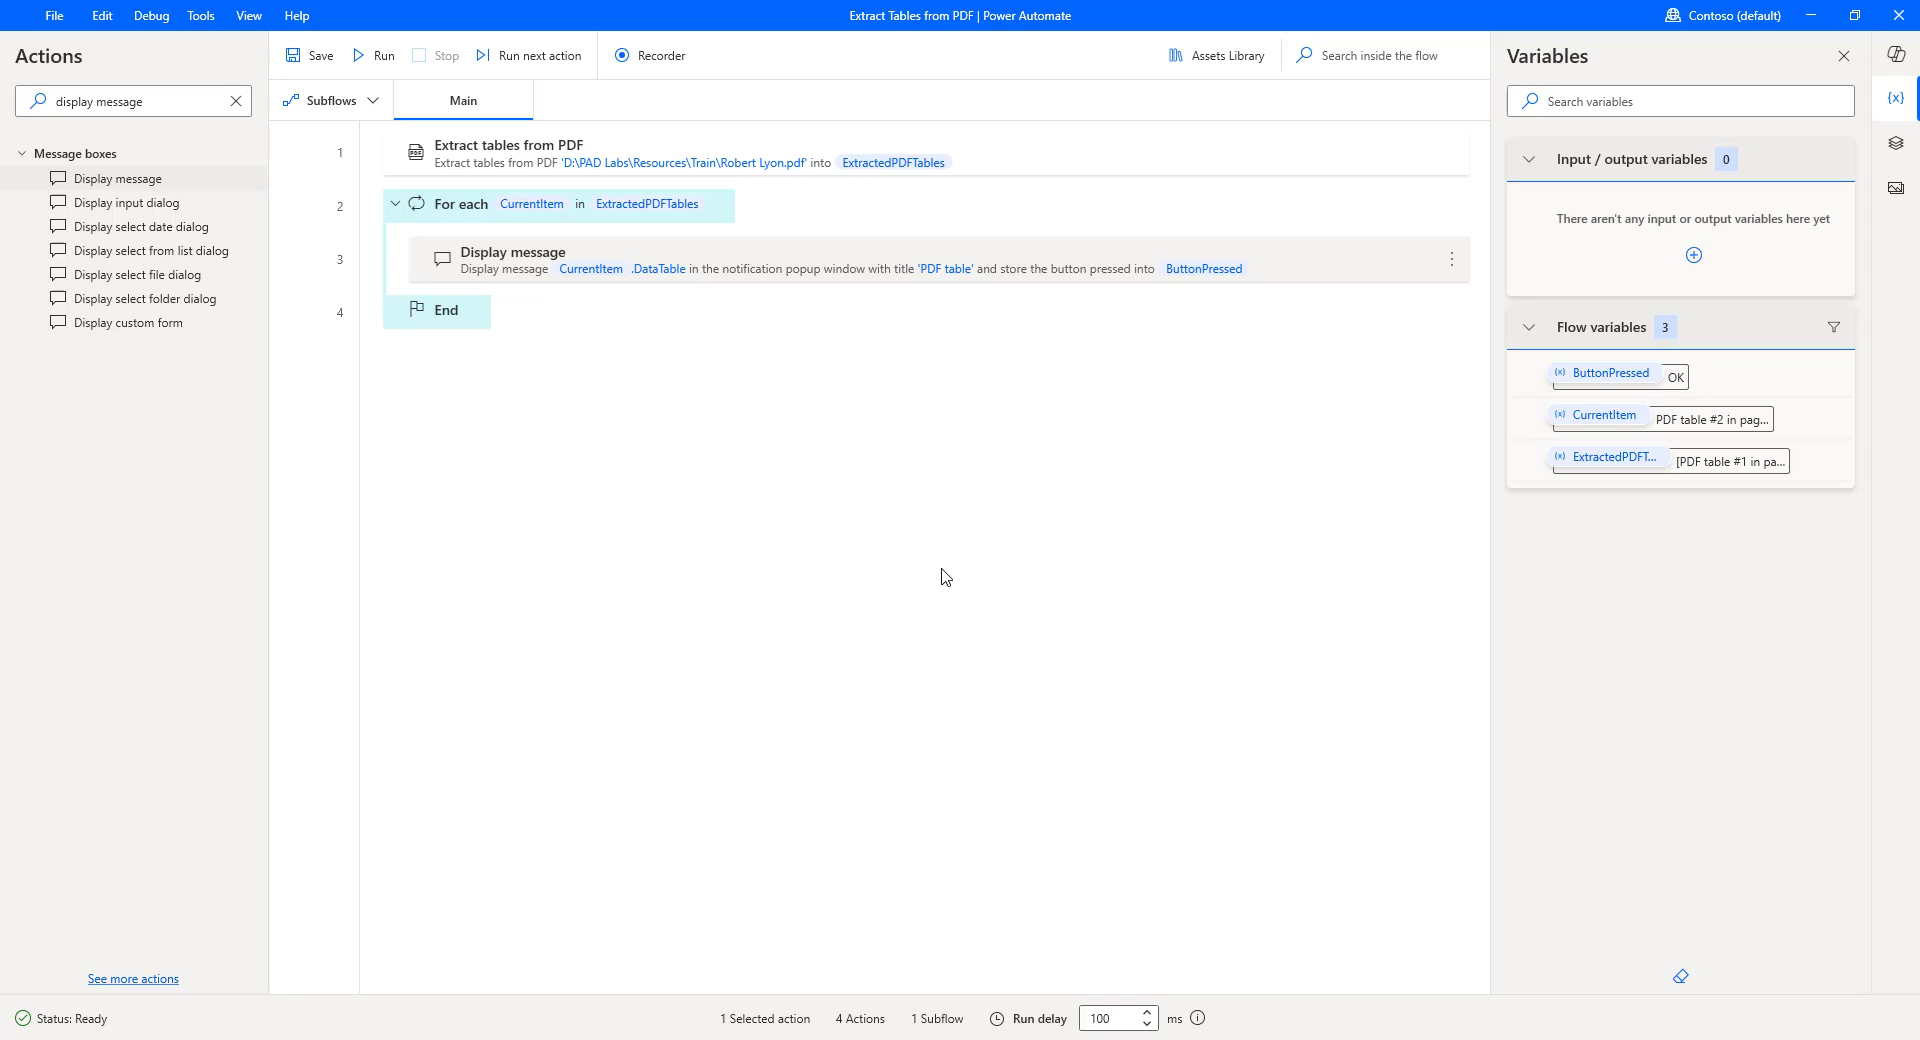 File Edit Debug Tools View Help
Extract Tables from PDF | Power Automate
Contoso (default)
Actions
display message
Message boxes
Display message
Display input dialog
Display select date dialog
Display select from list dialog
Display select file dialog
Display select folder dialog
Display custom form
See more actions
Save Run Stop Run next action Recorder
Assets Library Search inside the flow
Subflows Main
1
Extract tables from PDF
Extract tables from PDF 'D:\PAD Labs\Resources\Train\Robert Lyon.pdf' into ExtractedPDFTables
2
For each CurrentItem in ExtractedPDFTables
3
Display message
Display message CurrentItem .DataTable in the notification popup window with title 'PDF table' and store the button pressed into ButtonPressed
4
End
Variables
Search variables
{x}
Input / output variables 0
There aren't any input or output variables here yet
Flow variables 3
(x) ButtonPressed OK
(x) CurrentItem PDF table #2 in pag...
(x) ExtractedPDFT... [PDF table #1 in pa...
Status: Ready
1 Selected action 4 Actions 1 Subflow Run delay 100 ms